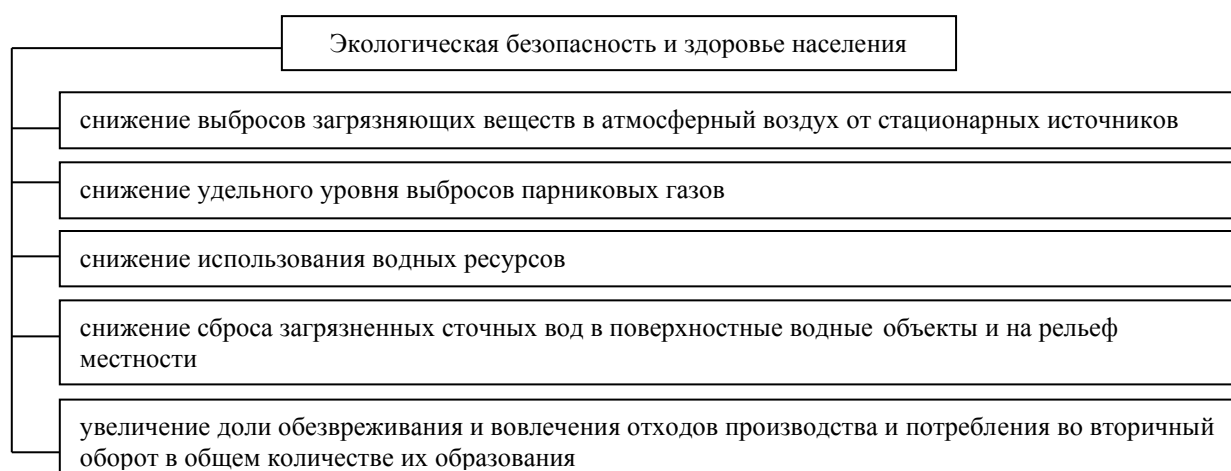 Экологическая безопасность и здоровье населения
снижение выбросов загрязняющих веществ в атмосферный воздух от стационарных источников
снижение удельного уровня выбросов парниковых газов
снижение использования водных ресурсов
снижение сброса загрязненных сточных вод в поверхностные водные объекты и на рельеф
местности
увеличение доли обезвреживания и вовлечения отходов производства и потребления во вторичный
оборот в общем количестве их образования